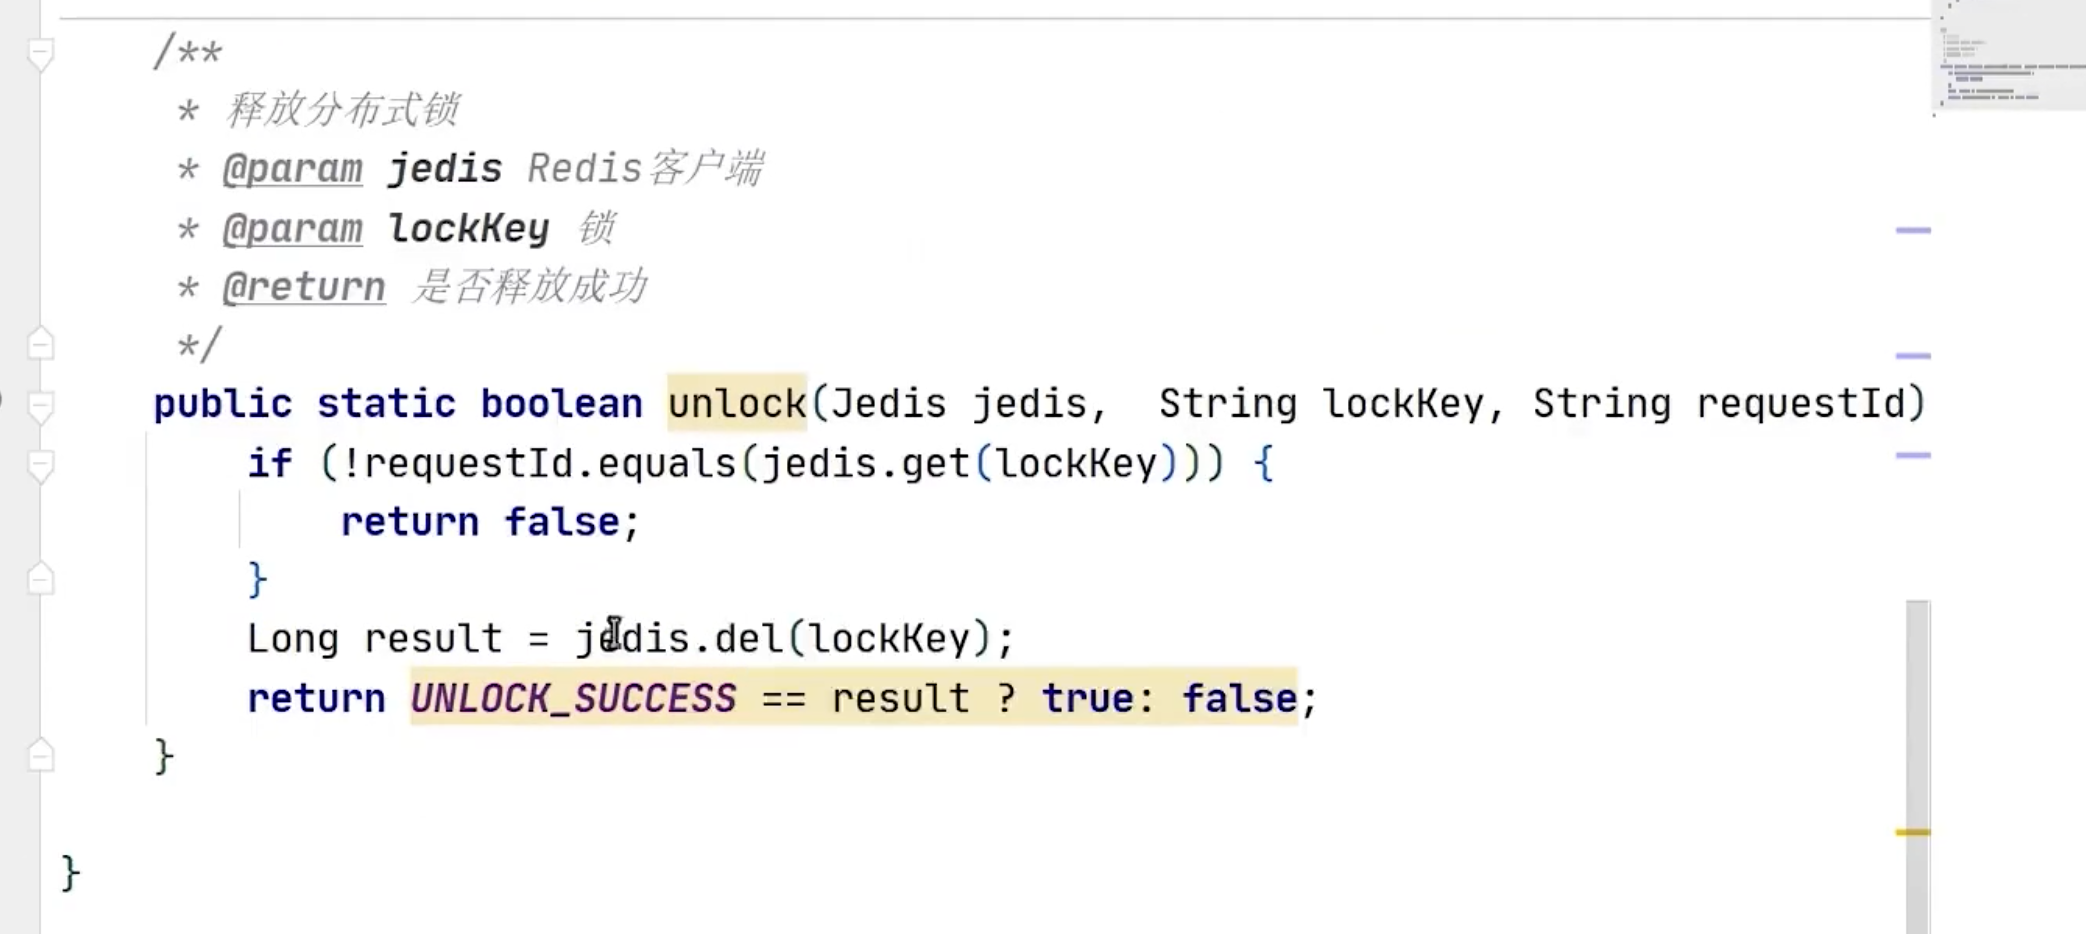 /**
* 释放分布式锁
* @param jedis Redis客户端
* @param lockKey 锁
* @return 是否释放成功
*/
public static boolean unlock(Jedis jedis,  String lockKey, String requestId)
if (!requestId.equals(jedis.get(lockKey))) {
return false;
}
Long result = jedis.del(lockKey);
return UNLOCK_SUCCESS == result ? true: false;
}
}